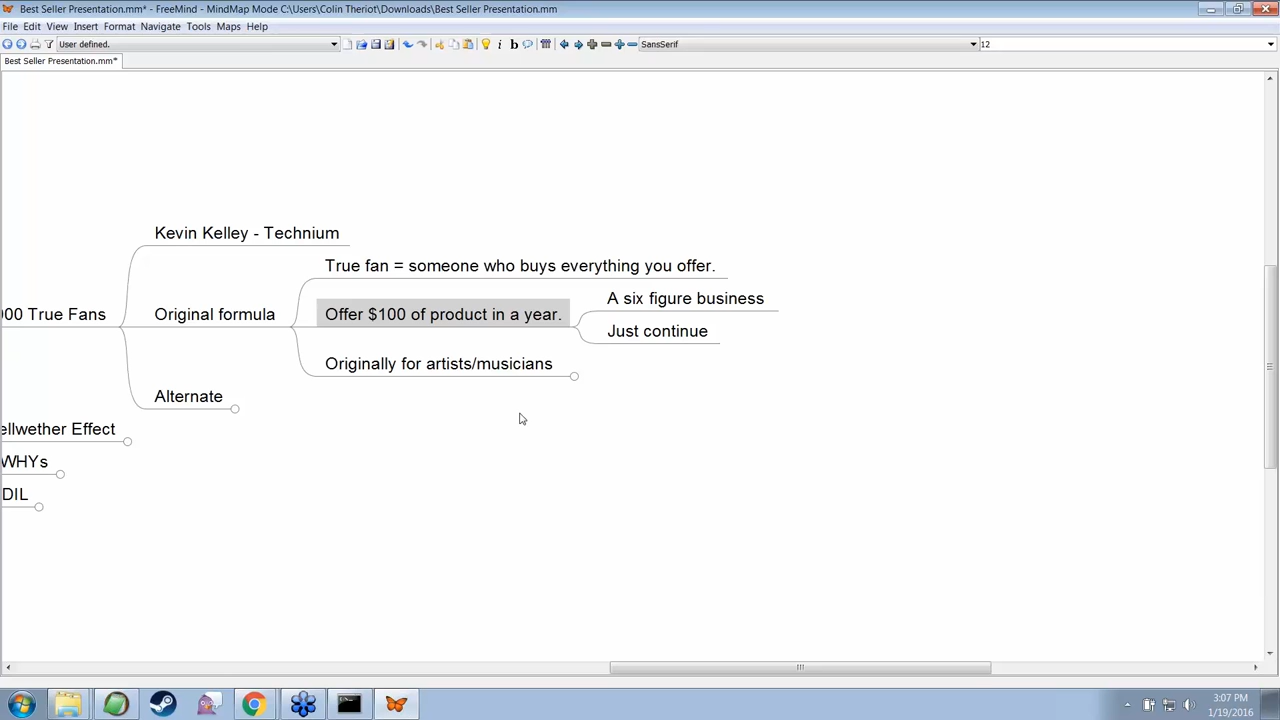 Best Seller Presentation.mm* - FreeMind - MindMap Mode C:\Users\Colin Theriot\Downloads\Best Seller Presentation.mm
File Edit View Insert Format Navigate Tools Maps Help
User defined.
SansSerif
12
Best Seller Presentation.mm*
Kevin Kelley - Technium
True fan = someone who buys everything you offer.
A six figure business
00 True Fans
Original formula
Offer $100 of product in a year.
Just continue
Originally for artists/musicians
Alternate
ellwether Effect
WHYs
DIL
3:07 PM
1/19/2016